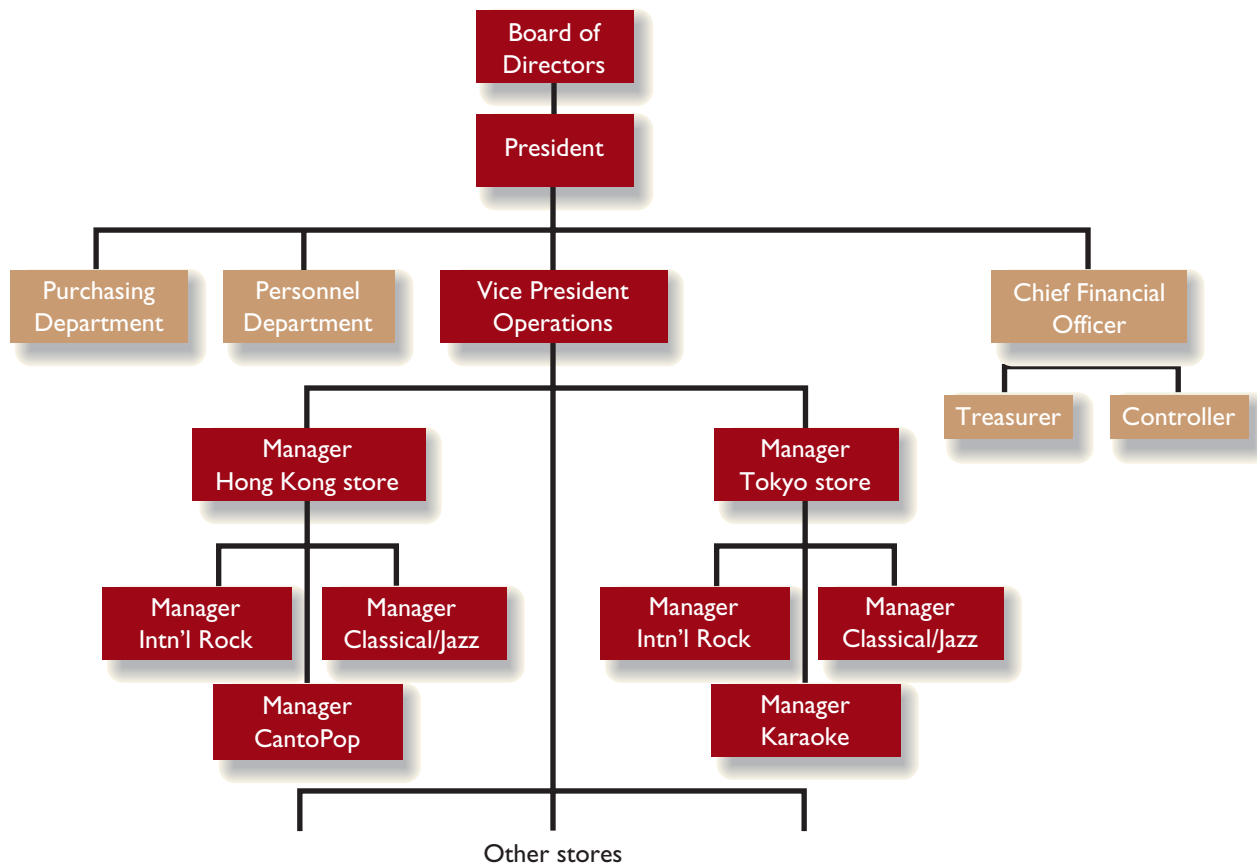 Board of
Directors
President
Purchasing
Department
Personnel
Department
Vice President
Operations
Chief Financial
Officer
Treasurer
Controller
Manager
Hong Kong store
Manager
Tokyo store
Manager
Intn'l Rock
Manager
Classical/Jazz
Manager
CantoPop
Manager
Intn'l Rock
Manager
Classical/Jazz
Manager
Karaoke
Other stores